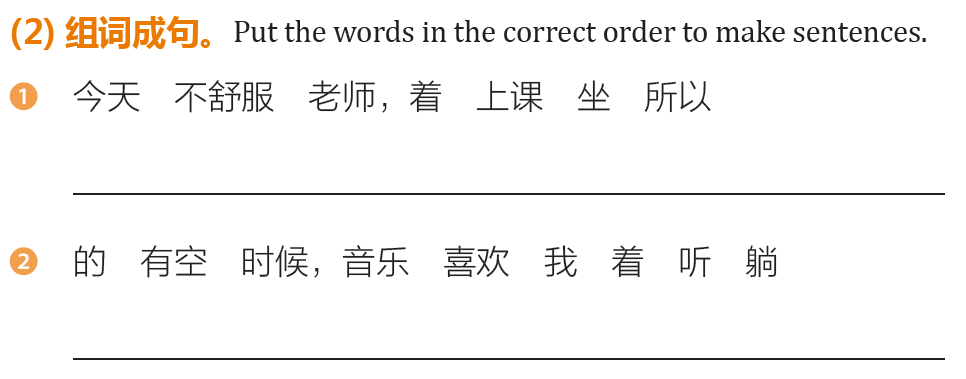 (2) 组词成句。Put the words in the correct order to make sentences.
1 今天 不舒服 老师，着 上课 坐 所以
2 的 有空 时候，音乐 喜欢 我 着 听 躺